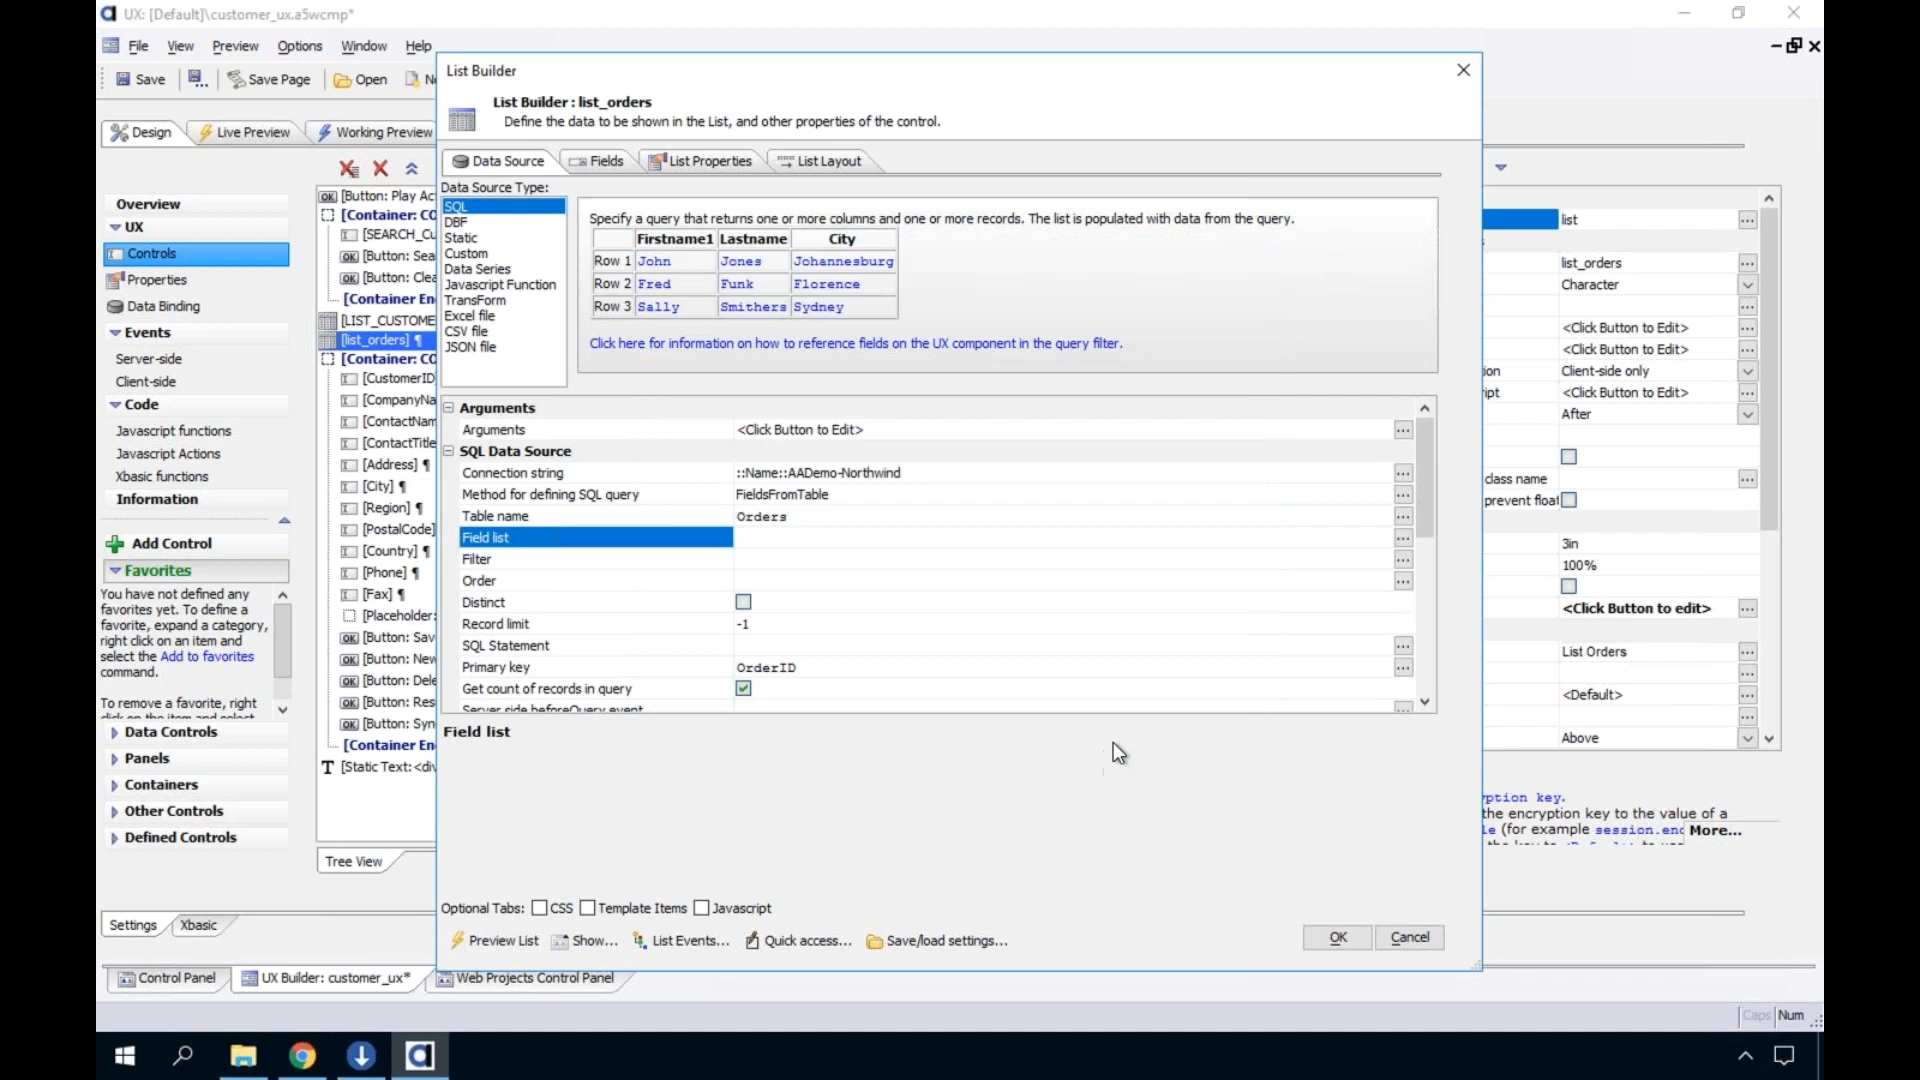 UX: [Default]\customer_ux.a5wcmp*
File View Preview Options Window Help
Save Save Page Open
Design Live Preview Working Preview
Overview
UX
Controls
Properties
Data Binding
Events
Server-side
Client-side
Code
Javascript functions
Javascript Actions
Xbasic functions
Information
Add Control
Favorites
You have not defined any
favorites yet. To define a
favorite, expand a category,
right click on an item and
select the Add to favorites
command.
To remove a favorite, right
Data Controls
Panels
Containers
Other Controls
Defined Controls
[Button: Play Ac
[Container: CO
[SEARCH_Cu
[Button: Sea
[Button: Clea
[Container En
[LIST_CUSTOME
[list_orders] ¶
[Container: CO
[CustomerID
[CompanyNa
[ContactNam
[ContactTitle
[Address] ¶
[City] ¶
[Region] ¶
[PostalCode]
[Country] ¶
[Phone] ¶
[Fax] ¶
[Placeholder:
[Button: Sav
[Button: New
[Button: Dele
[Button: Res
[Button: Syn
[Container En
T [Static Text:<div
Tree View
Settings Xbasic
List Builder
List Builder : list_orders
Define the data to be shown in the List, and other properties of the control.
Data Source Fields List Properties List Layout
Data Source Type:
SQL
DBF
Static
Custom
Data Series
Javascript Function
TransForm
Excel file
CSV file
JSON file
Specify a query that returns one or more columns and one or more records. The list is populated with data from the query.
Firstname1 Lastname City
Row 1 John Jones Johannesburg
Row 2 Fred Funk Florence
Row 3 Sally Smithers Sydney
Click here for information on how to reference fields on the UX component in the query filter.
Arguments
Arguments <Click Button to Edit>
SQL Data Source
Connection string ::Name::AADemo-Northwind
Method for defining SQL query FieldsFromTable
Table name Orders
Field list
Filter
Order
Distinct
Record limit -1
SQL Statement
Primary key OrderID
Get count of records in query
Server side beforeQuery event
Field list
Optional Tabs: CSS Template Items Javascript
Preview List Show... List Events... Quick access... Save/load settings...
OK Cancel
list
list_orders
Character
<Click Button to Edit>
<Click Button to Edit>
ion Client-side only
ipt <Click Button to Edit>
After
class name
prevent float
3in
100%
<Click Button to edit>
List Orders
<Default>
Above
ption key.
the encryption key to the value of a
le (for example session.enc More...
Control Panel UX Builder: customer_ux* Web Projects Control Panel
Caps Num